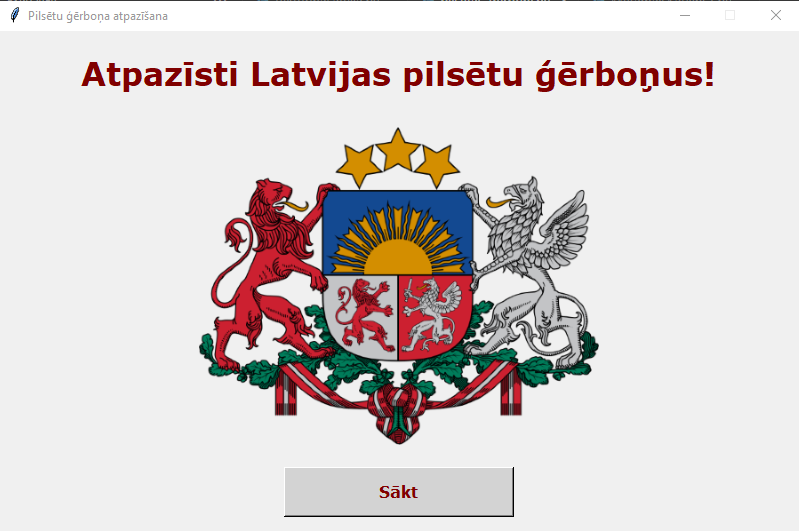 Pilsētu ģērboņa atpazīšana
Atpazīsti Latvijas pilsētu ģērboņus!
Sākt